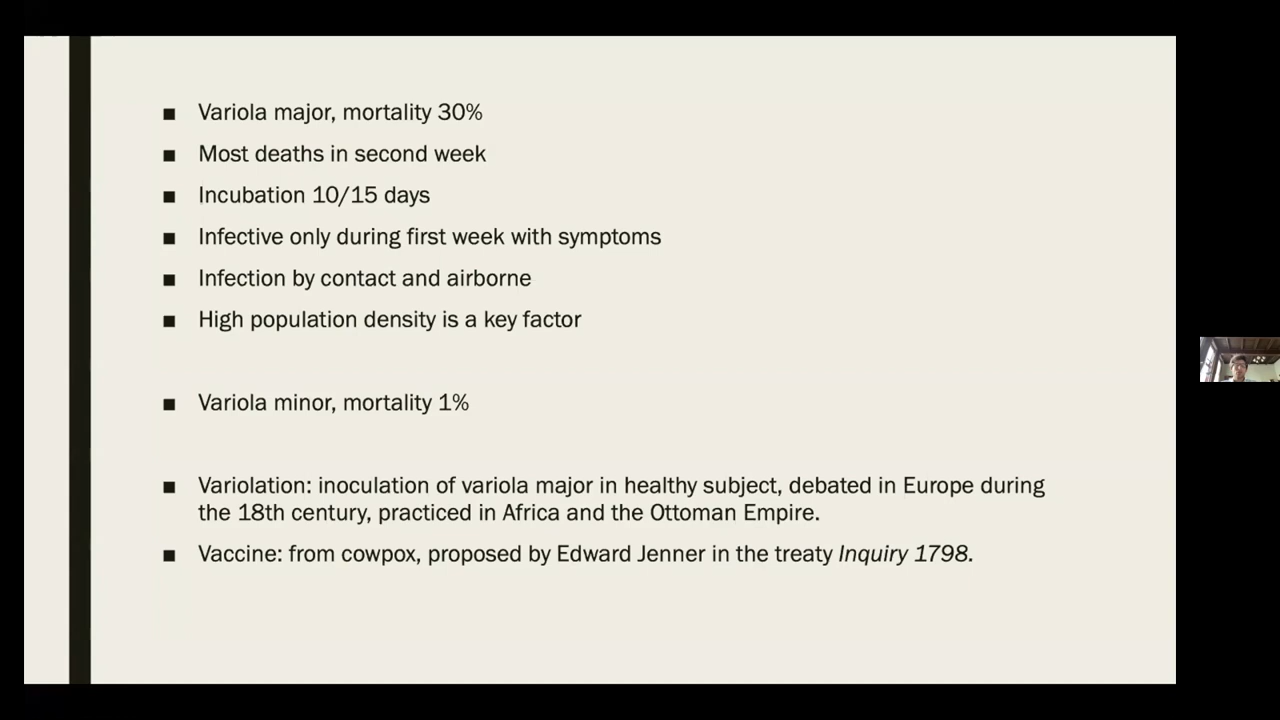 ■ Variola major, mortality 30%
■ Most deaths in second week
■ Incubation 10/15 days
■ Infective only during first week with symptoms
■ Infection by contact and airborne
■ High population density is a key factor
■ Variola minor, mortality 1%
■ Variolation: inoculation of variola major in healthy subject, debated in Europe during
the 18th century, practiced in Africa and the Ottoman Empire.
■ Vaccine: from cowpox, proposed by Edward Jenner in the treaty Inquiry 1798.